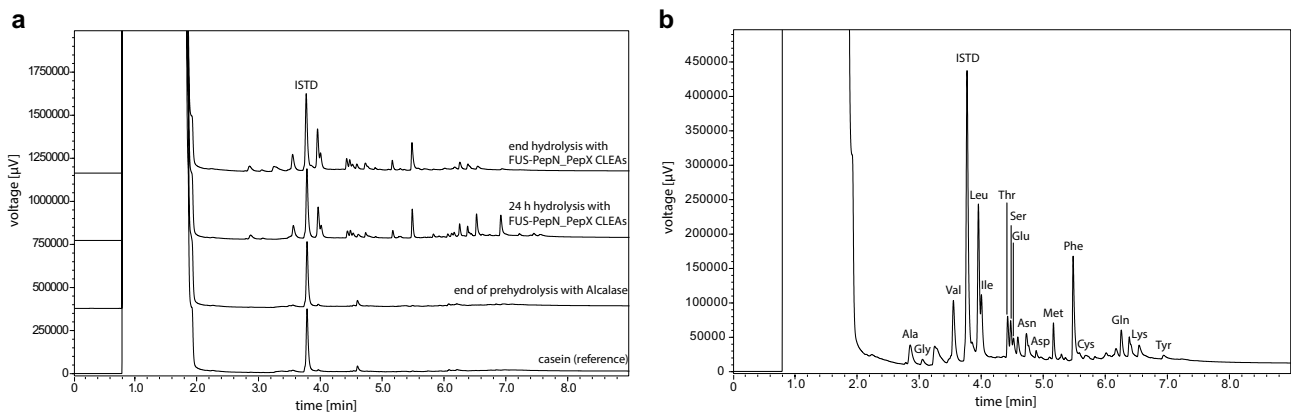 a
voltage [µV]
1750000
1500000
1250000
1000000
750000
500000
250000
0
ISTD
end hydrolysis with
FUS-PepN_PepX CLEAs
24 h hydrolysis with
FUS-PepN_PepX CLEAs
end of prehydrolysis with Alcalase
casein (reference)
0 1.0 2.0 3.0 4.0 5.0 6.0 7.0 8.0
time [min]
b
voltage [µV]
450000
400000
350000
300000
250000
200000
150000
100000
50000
0
ISTD
Leu
Thr
Ser
Glu
Phe
Val
Ile
Ala
Gly
Asn
Asp
Met
Cys
Gln
Lys
Tyr
0 1.0 2.0 3.0 4.0 5.0 6.0 7.0 8.0
time [min]